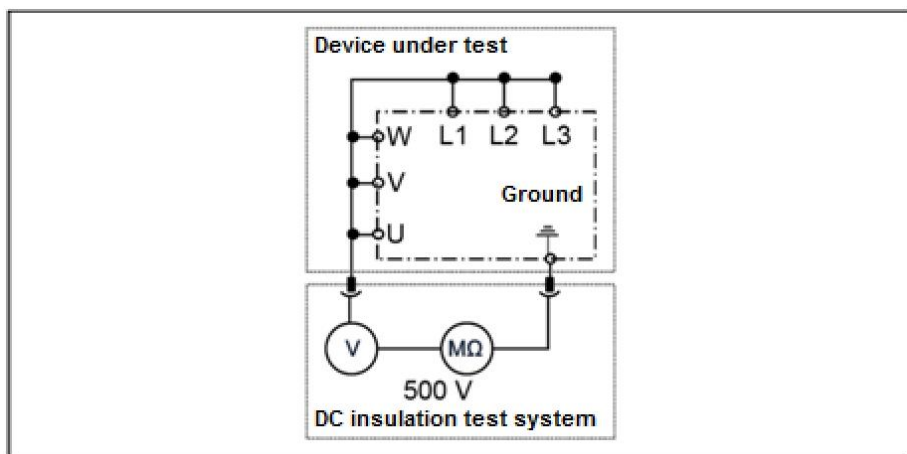 Device under test
W L1 L2 L3
V
Ground
U
V MΩ
500 V
DC insulation test system